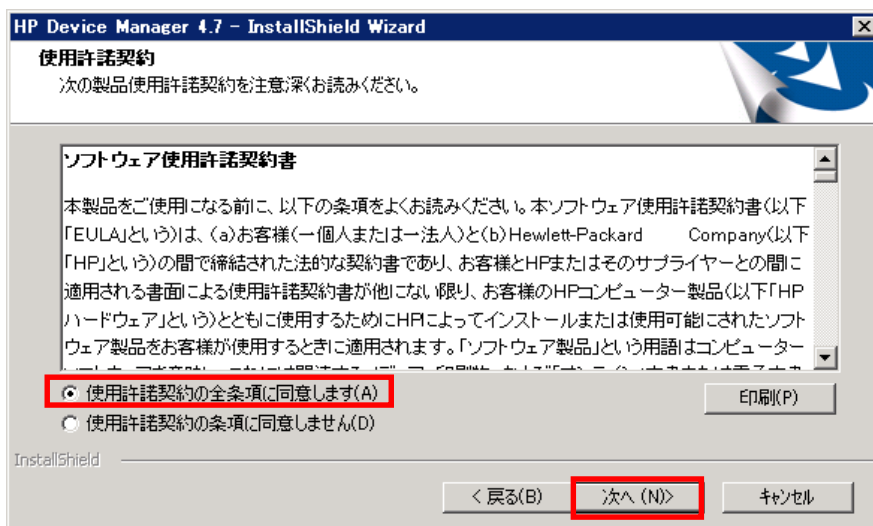 HP Device Manager 4.7 - InstallShield Wizard
使用許諾契約
次の製品使用許諾契約を注意深くお読みください。
ソフトウェア使用許諾契約書
本製品をご使用になる前に、以下の条項をよくお読みください。本ソフトウェア使用許諾契約書(以下
「EULA」という)は、(a)お客様(一個人または一法人)と(b)Hewlett-Packard Company(以下
「HP」という)の間で締結された法的な契約書であり、お客様とHPまたはそのサプライヤーとの間に
適用される書面による使用許諾契約書が他にない限り、お客様のHPコンピューター製品(以下「HP
ハードウェア」という)とともに使用するためにHPによってインストールまたは使用可能にされたソフト
ウェア製品をお客様が使用するときに適用されます。「ソフトウェア製品」という用語はコンピューター
使用許諾契約の全条項に同意します(A)
印刷(P)
使用許諾契約の条項に同意しません(D)
InstallShield
< 戻る(B)
次へ (N)>
キャンセル